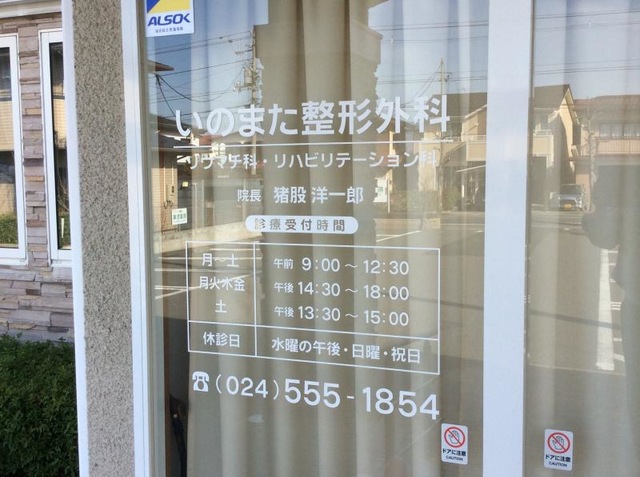 ALSOK
いのまた整形外科
リウマチ科・リハビリテーション科
院長 猪股 洋一郎
診療受付時間
月〜土 午前 9:00 〜 12:30
月火木金 午後 14:30 〜 18:00
土 午後 13:30 〜 15:00
休診日 水曜の午後・日曜・祝日
☎(024)555-1854
ドアに注意
CAUTION
ドアに注意
CAUTION